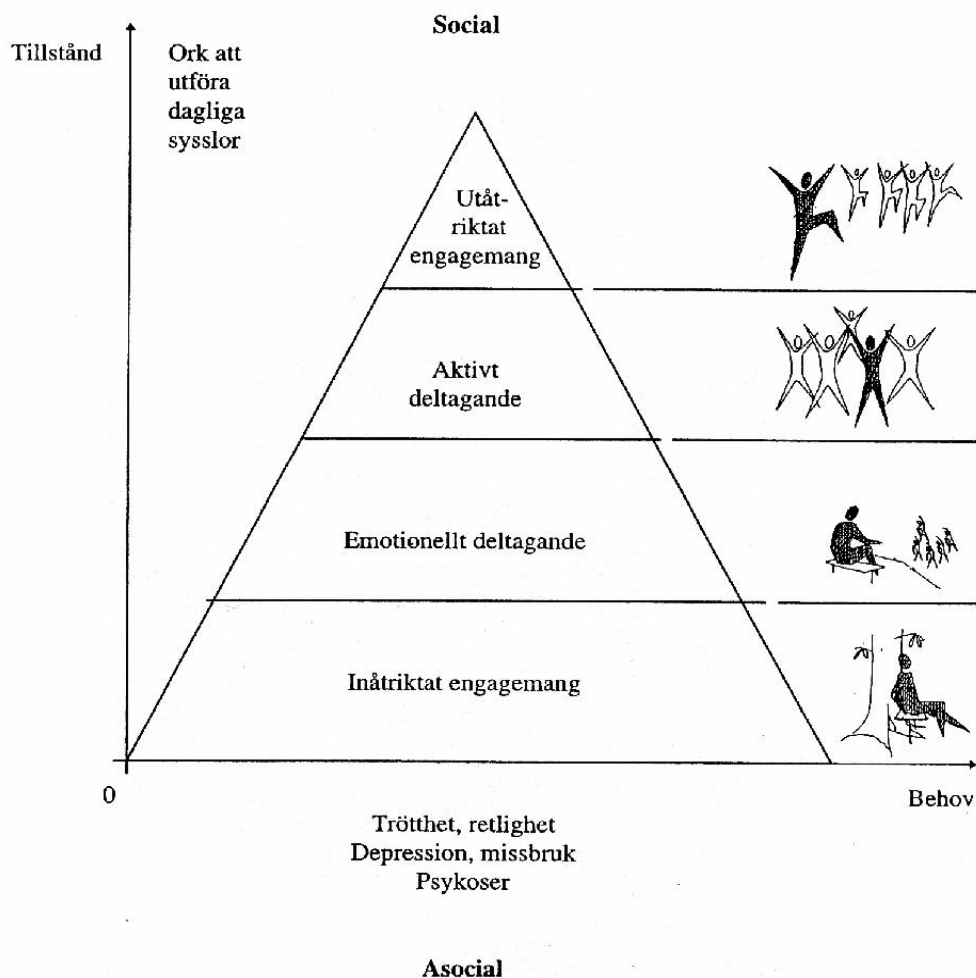 Social
Tillstånd
Ork att
utföra
dagliga
sysslor
Utåt-
riktat
engagemang
Aktivt
deltagande
Emotionellt deltagande
Inåtriktat engagemang
0
Behov
Trötthet, retlighet
Depression, missbruk
Psykoser
Asocial